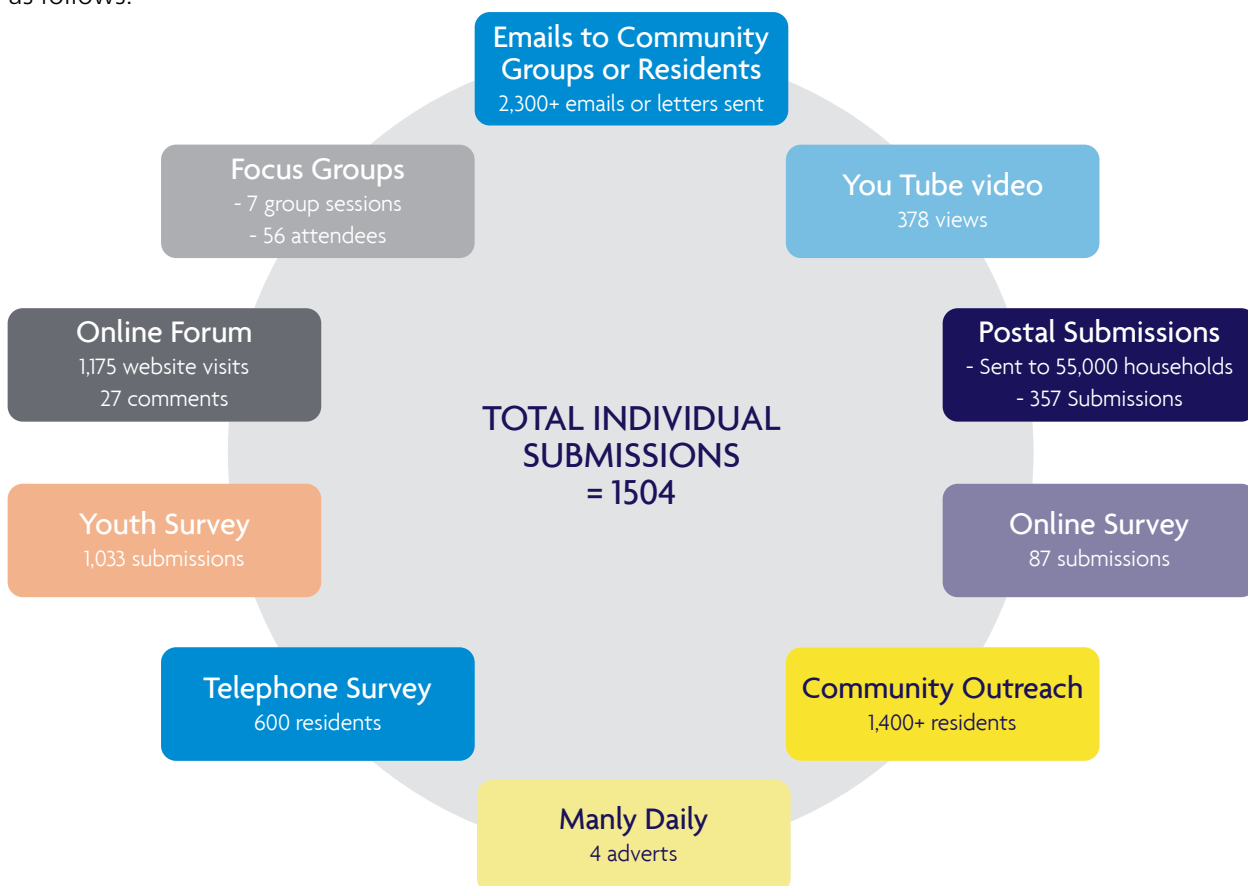 as follows:
Emails to Community
Groups or Residents
2,300+ emails or letters sent
Focus Groups
- 7 group sessions
- 56 attendees
You Tube video
378 views
Online Forum
1,175 website visits
27 comments
Postal Submissions
- Sent to 55,000 households
- 357 Submissions
TOTAL INDIVIDUAL
SUBMISSIONS
= 1504
Youth Survey
1,033 submissions
Online Survey
87 submissions
Telephone Survey
600 residents
Community Outreach
1,400+ residents
Manly Daily
4 adverts